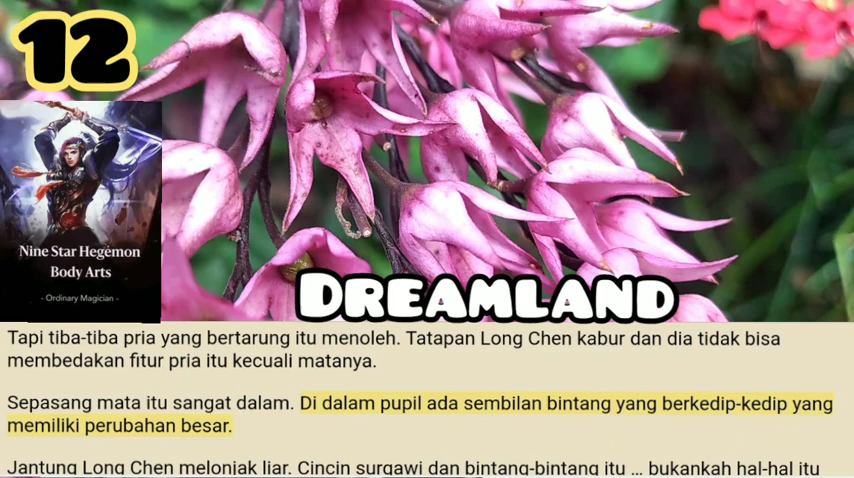 12
Nine Star Hegemon
Body Arts
- Ordinary Magician -
DREAMLAND
Tapi tiba-tiba pria yang bertarung itu menoleh. Tatapan Long Chen kabur dan dia tidak bisa
membedakan fitur pria itu kecuali matanya.
Sepasang mata itu sangat dalam. Di dalam pupil ada sembilan bintang yang berkedip-kedip yang
memiliki perubahan besar.
Jantung Long Chen melonjak liar. Cincin surgawi dan bintang-bintang itu … bukankah hal-hal itu